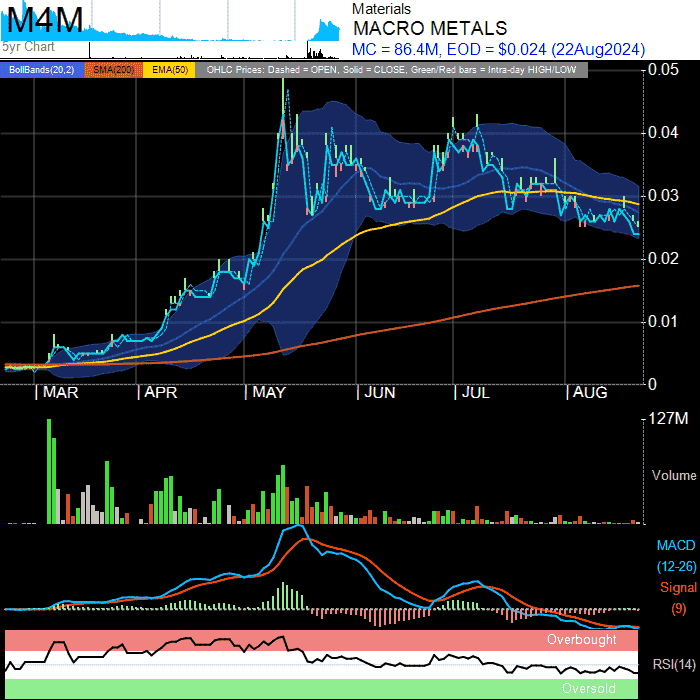 M4M
5yr Chart
Materials
MACRO METALS
MC = 86.4M, EOD = $0.024 (22Aug2024)
BollBands(20,2) SMA(200) EMA(50) OHLC Prices: Dashed = OPEN, Solid = CLOSE, Green/Red bars = Intra-day HIGH/LOW
0.05
0.04
0.03
0.02
0.01
0
| MAR | APR | MAY | JUN | JUL | AUG
127M
Volume
MACD
(12-26)
Signal
(9)
Overbought
RSI(14)
Oversold